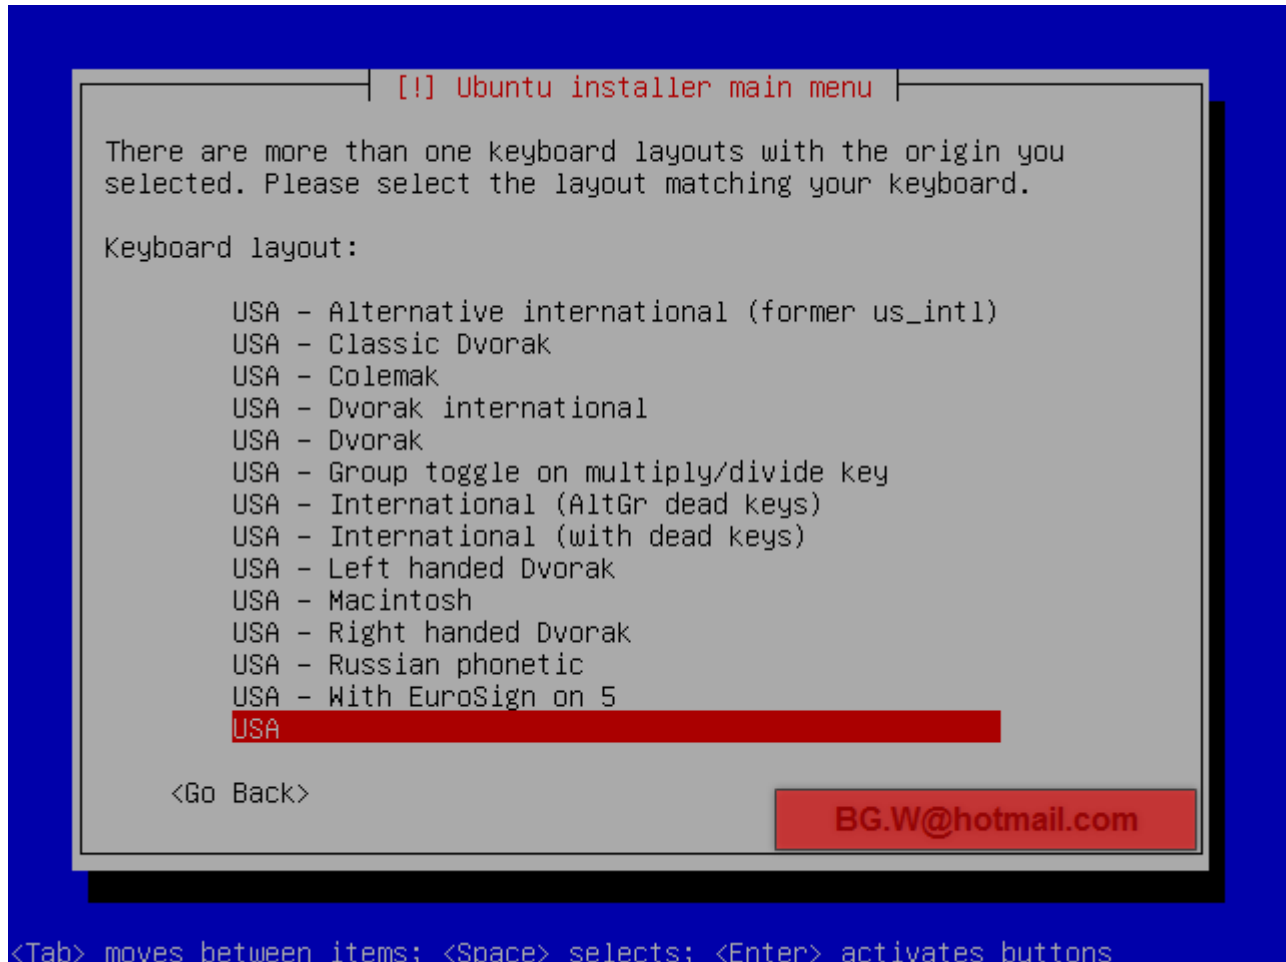 [!] Ubuntu installer main menu
There are more than one keyboard layouts with the origin you
selected. Please select the layout matching your keyboard.
Keyboard layout:
USA - Alternative international (former us_intl)
USA - Classic Dvorak
USA - Colemak
USA - Dvorak international
USA - Dvorak
USA - Group toggle on multiply/divide key
USA - International (AltGr dead keys)
USA - International (with dead keys)
USA - Left handed Dvorak
USA - Macintosh
USA - Right handed Dvorak
USA - Russian phonetic
USA - With EuroSign on 5
USA
<Go Back>
BG.W@hotmail.com
<Tab> moves between items; <Space> selects; <Enter> activates buttons